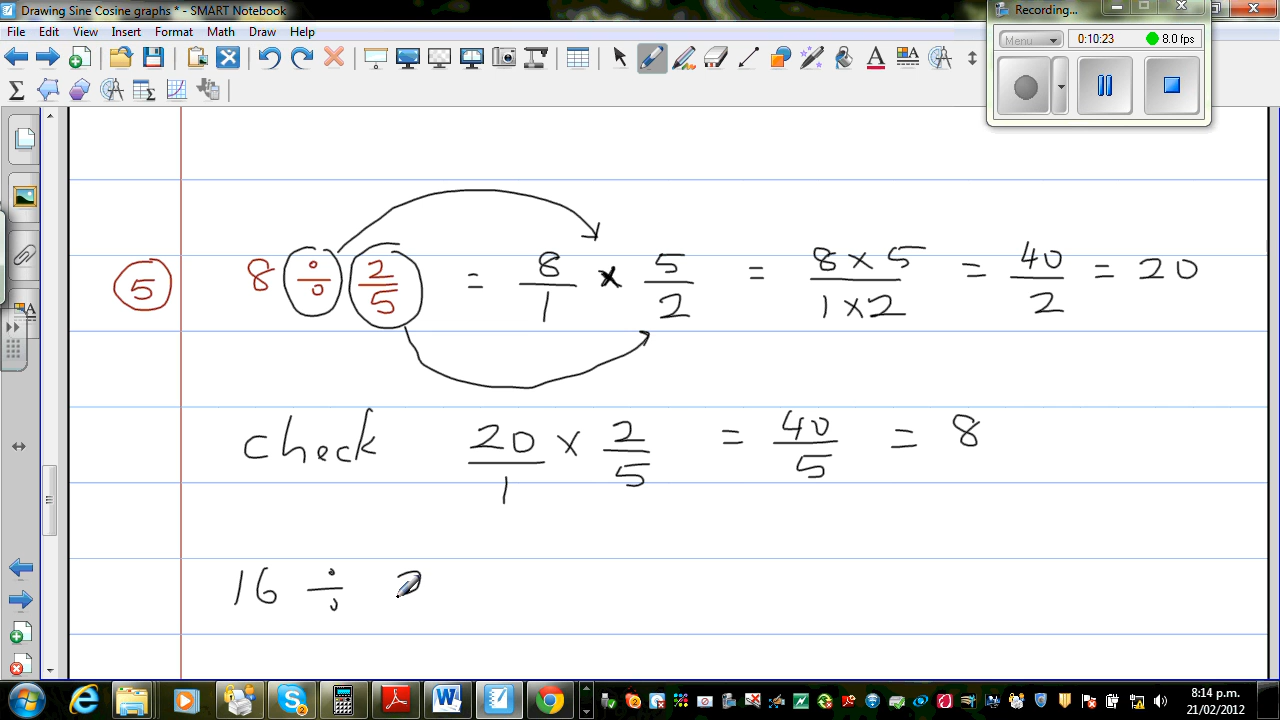 Drawing Sine Cosine graphs * - SMART Notebook
Recording...
File Edit View Insert Format Math Draw Help
Menu 0:10:23 8.0 fps
5 8 ÷ 2/5 = 8/1 × 5/2 = 8 × 5 / 1 × 2 = 40/2 = 20
Check 20/1 × 2/5 = 40/5 = 8
16 ÷ 2
8:14 p.m.
21/02/2012